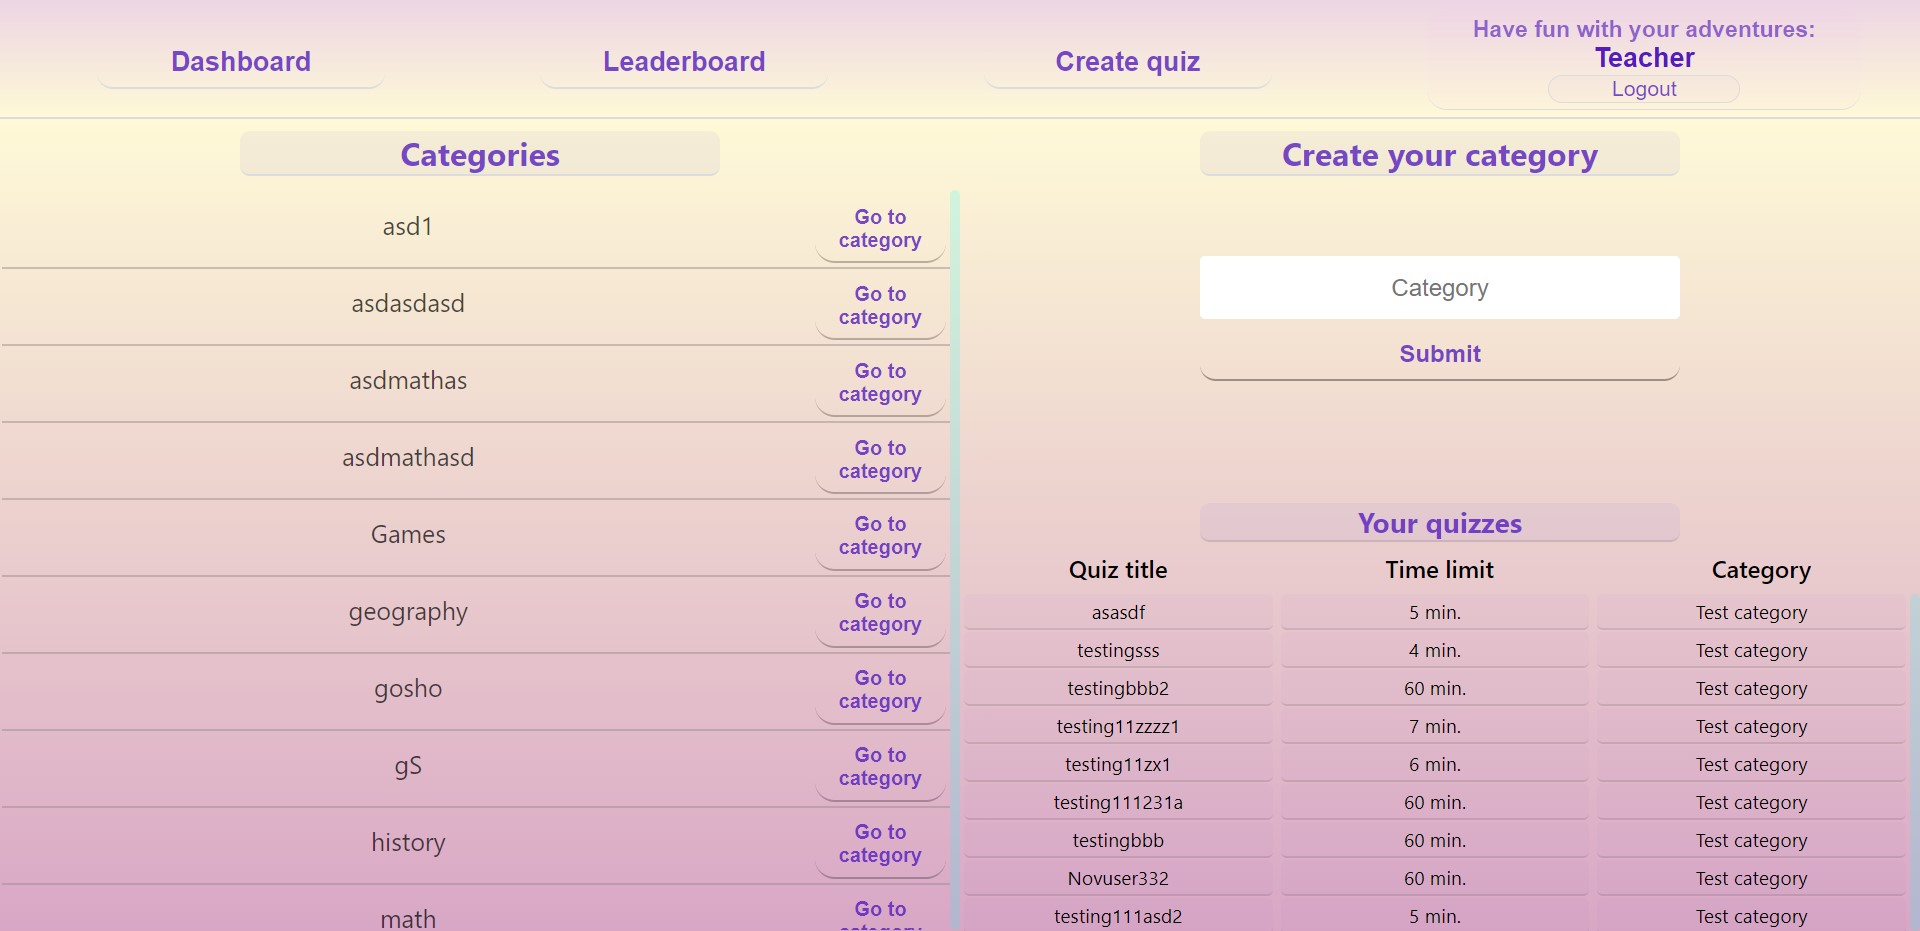 Dashboard
Leaderboard
Create quiz
Have fun with your adventures:
Teacher
Logout
Categories
asd1
Go to
category
asdasdasd
Go to
category
asdmathas
Go to
category
asdmathasd
Go to
category
Games
Go to
category
geography
Go to
category
gosho
Go to
category
gS
Go to
category
history
Go to
category
math
Go to
category
Create your category
Category
Submit
Your quizzes
Quiz title Time limit Category
asasdf 5 min. Test category
testingsss 4 min. Test category
testingbbb2 60 min. Test category
testing11zzzz1 7 min. Test category
testing11zx1 6 min. Test category
testing111231a 60 min. Test category
testingbbb 60 min. Test category
Novuser332 60 min. Test category
testing111asd2 5 min. Test category